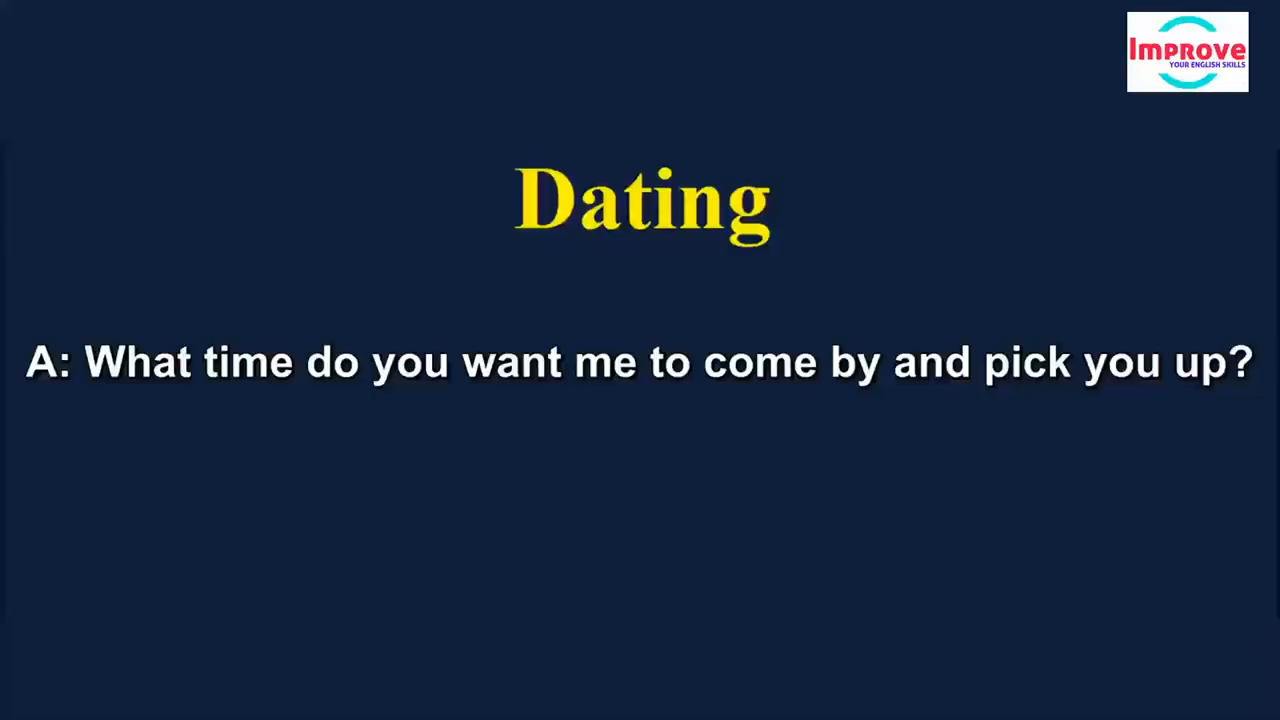 Improve
YOUR ENGLISH SKILLS
Dating
A: What time do you want me to come by and pick you up?